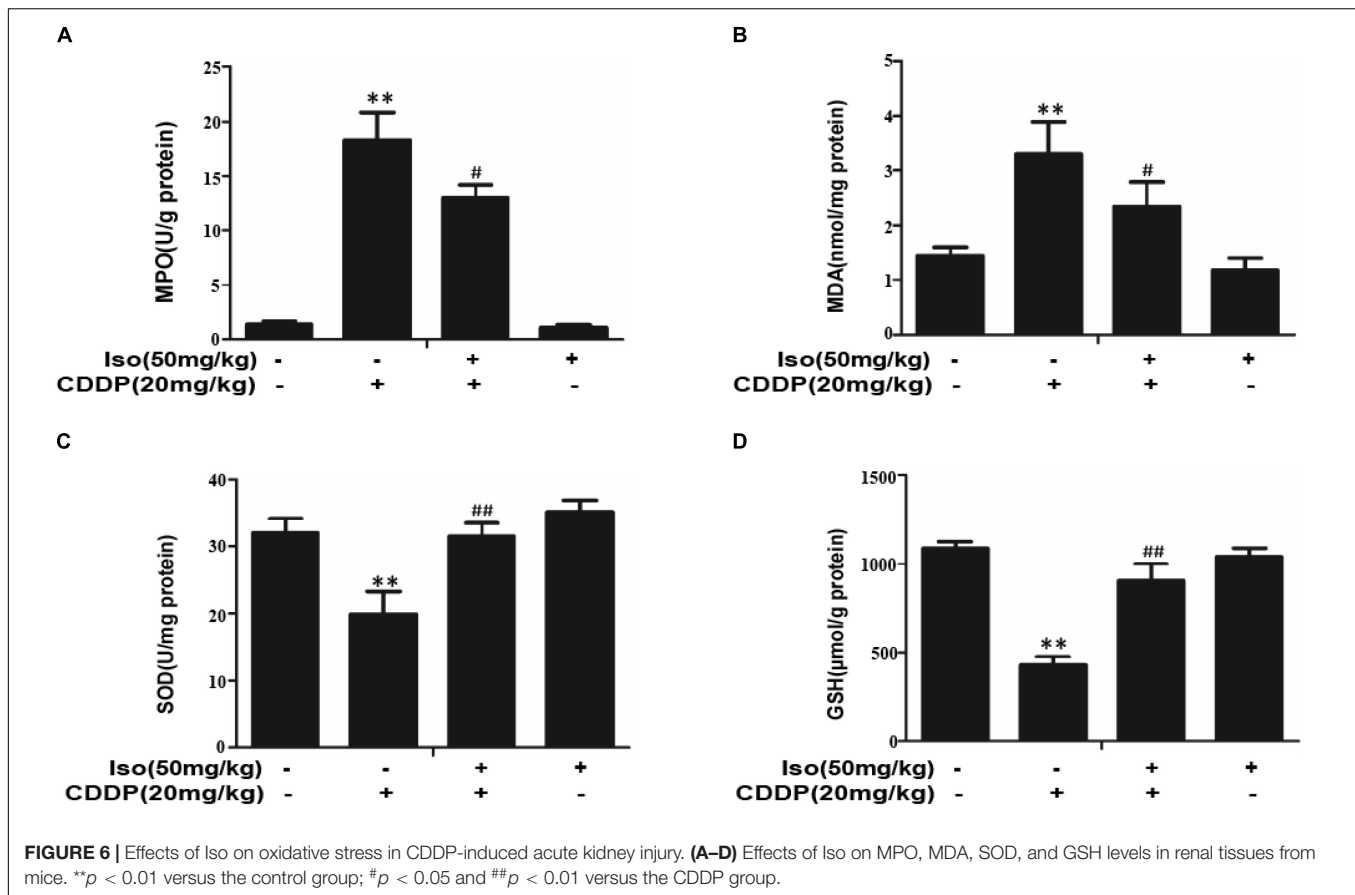 A
MPO(U/g protein)
25
20
15
10
5
0
**
#
Iso(50mg/kg) - - + +
CDDP(20mg/kg) - + + -
B
MDA(nmol/mg protein)
5
4
3
2
1
0
**
#
Iso(50mg/kg) - - + +
CDDP(20mg/kg) - + + -
C
SOD(U/mg protein)
40
30
20
10
0
**
##
Iso(50mg/kg) - - + +
CDDP(20mg/kg) - + + -
D
GSH(μmol/g protein)
1500
1000
500
0
**
##
Iso(50mg/kg) - - + +
CDDP(20mg/kg) - + + -
FIGURE 6 | Effects of Iso on oxidative stress in CDDP-induced acute kidney injury. (A–D) Effects of Iso on MPO, MDA, SOD, and GSH levels in renal tissues from
mice. **p < 0.01 versus the control group; #p < 0.05 and ##p < 0.01 versus the CDDP group.